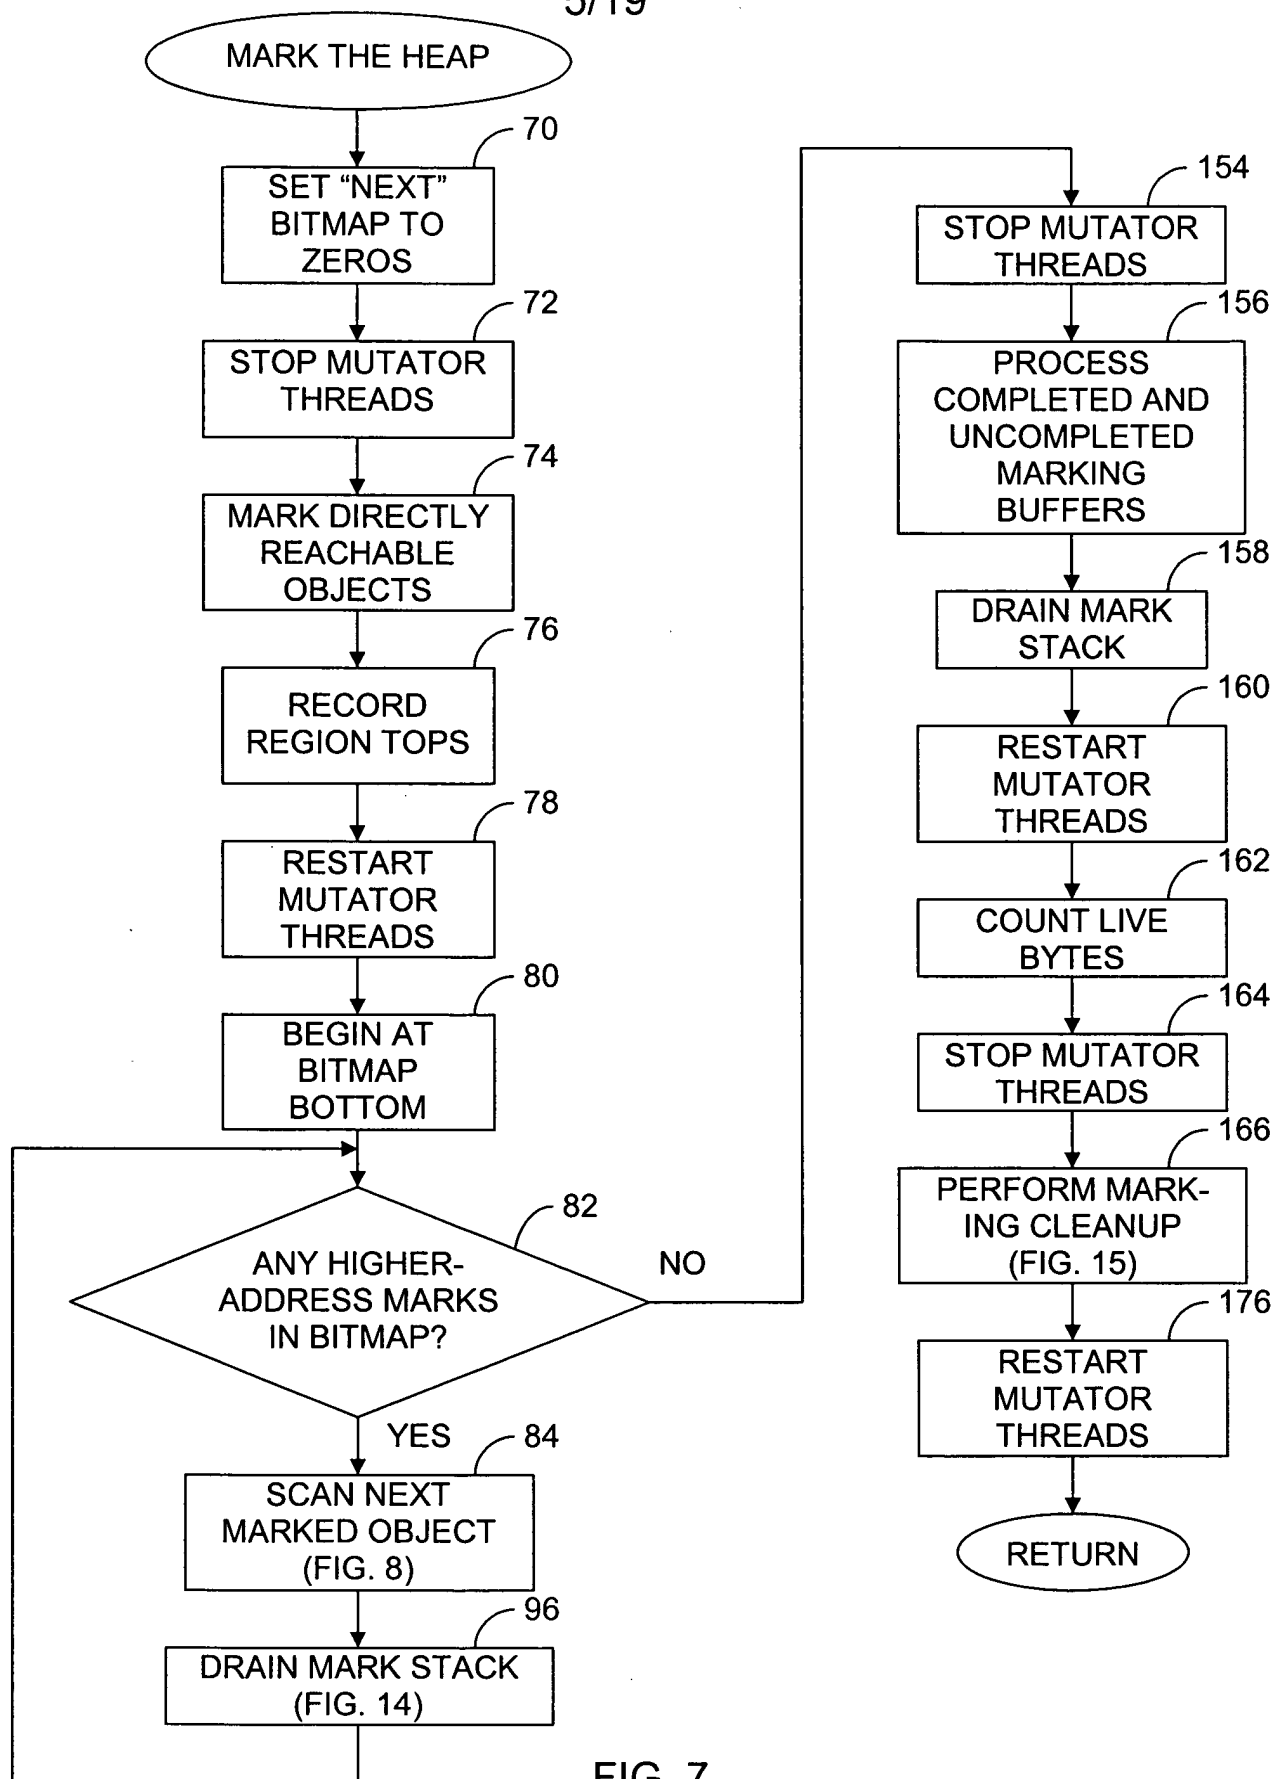 5/19
MARK THE HEAP
70
SET “NEXT”
BITMAP TO
ZEROS
72
STOP MUTATOR
THREADS
74
MARK DIRECTLY
REACHABLE
OBJECTS
76
RECORD
REGION TOPS
78
RESTART
MUTATOR
THREADS
80
BEGIN AT
BITMAP
BOTTOM
82
ANY HIGHER-
ADDRESS MARKS
IN BITMAP?
NO
YES
84
SCAN NEXT
MARKED OBJECT
(FIG. 8)
96
DRAIN MARK STACK
(FIG. 14)
154
STOP MUTATOR
THREADS
156
PROCESS
COMPLETED AND
UNCOMPLETED
MARKING
BUFFERS
158
DRAIN MARK
STACK
160
RESTART
MUTATOR
THREADS
162
COUNT LIVE
BYTES
164
STOP MUTATOR
THREADS
166
PERFORM MARK-
ING CLEANUP
(FIG. 15)
176
RESTART
MUTATOR
THREADS
RETURN
FIG. 7